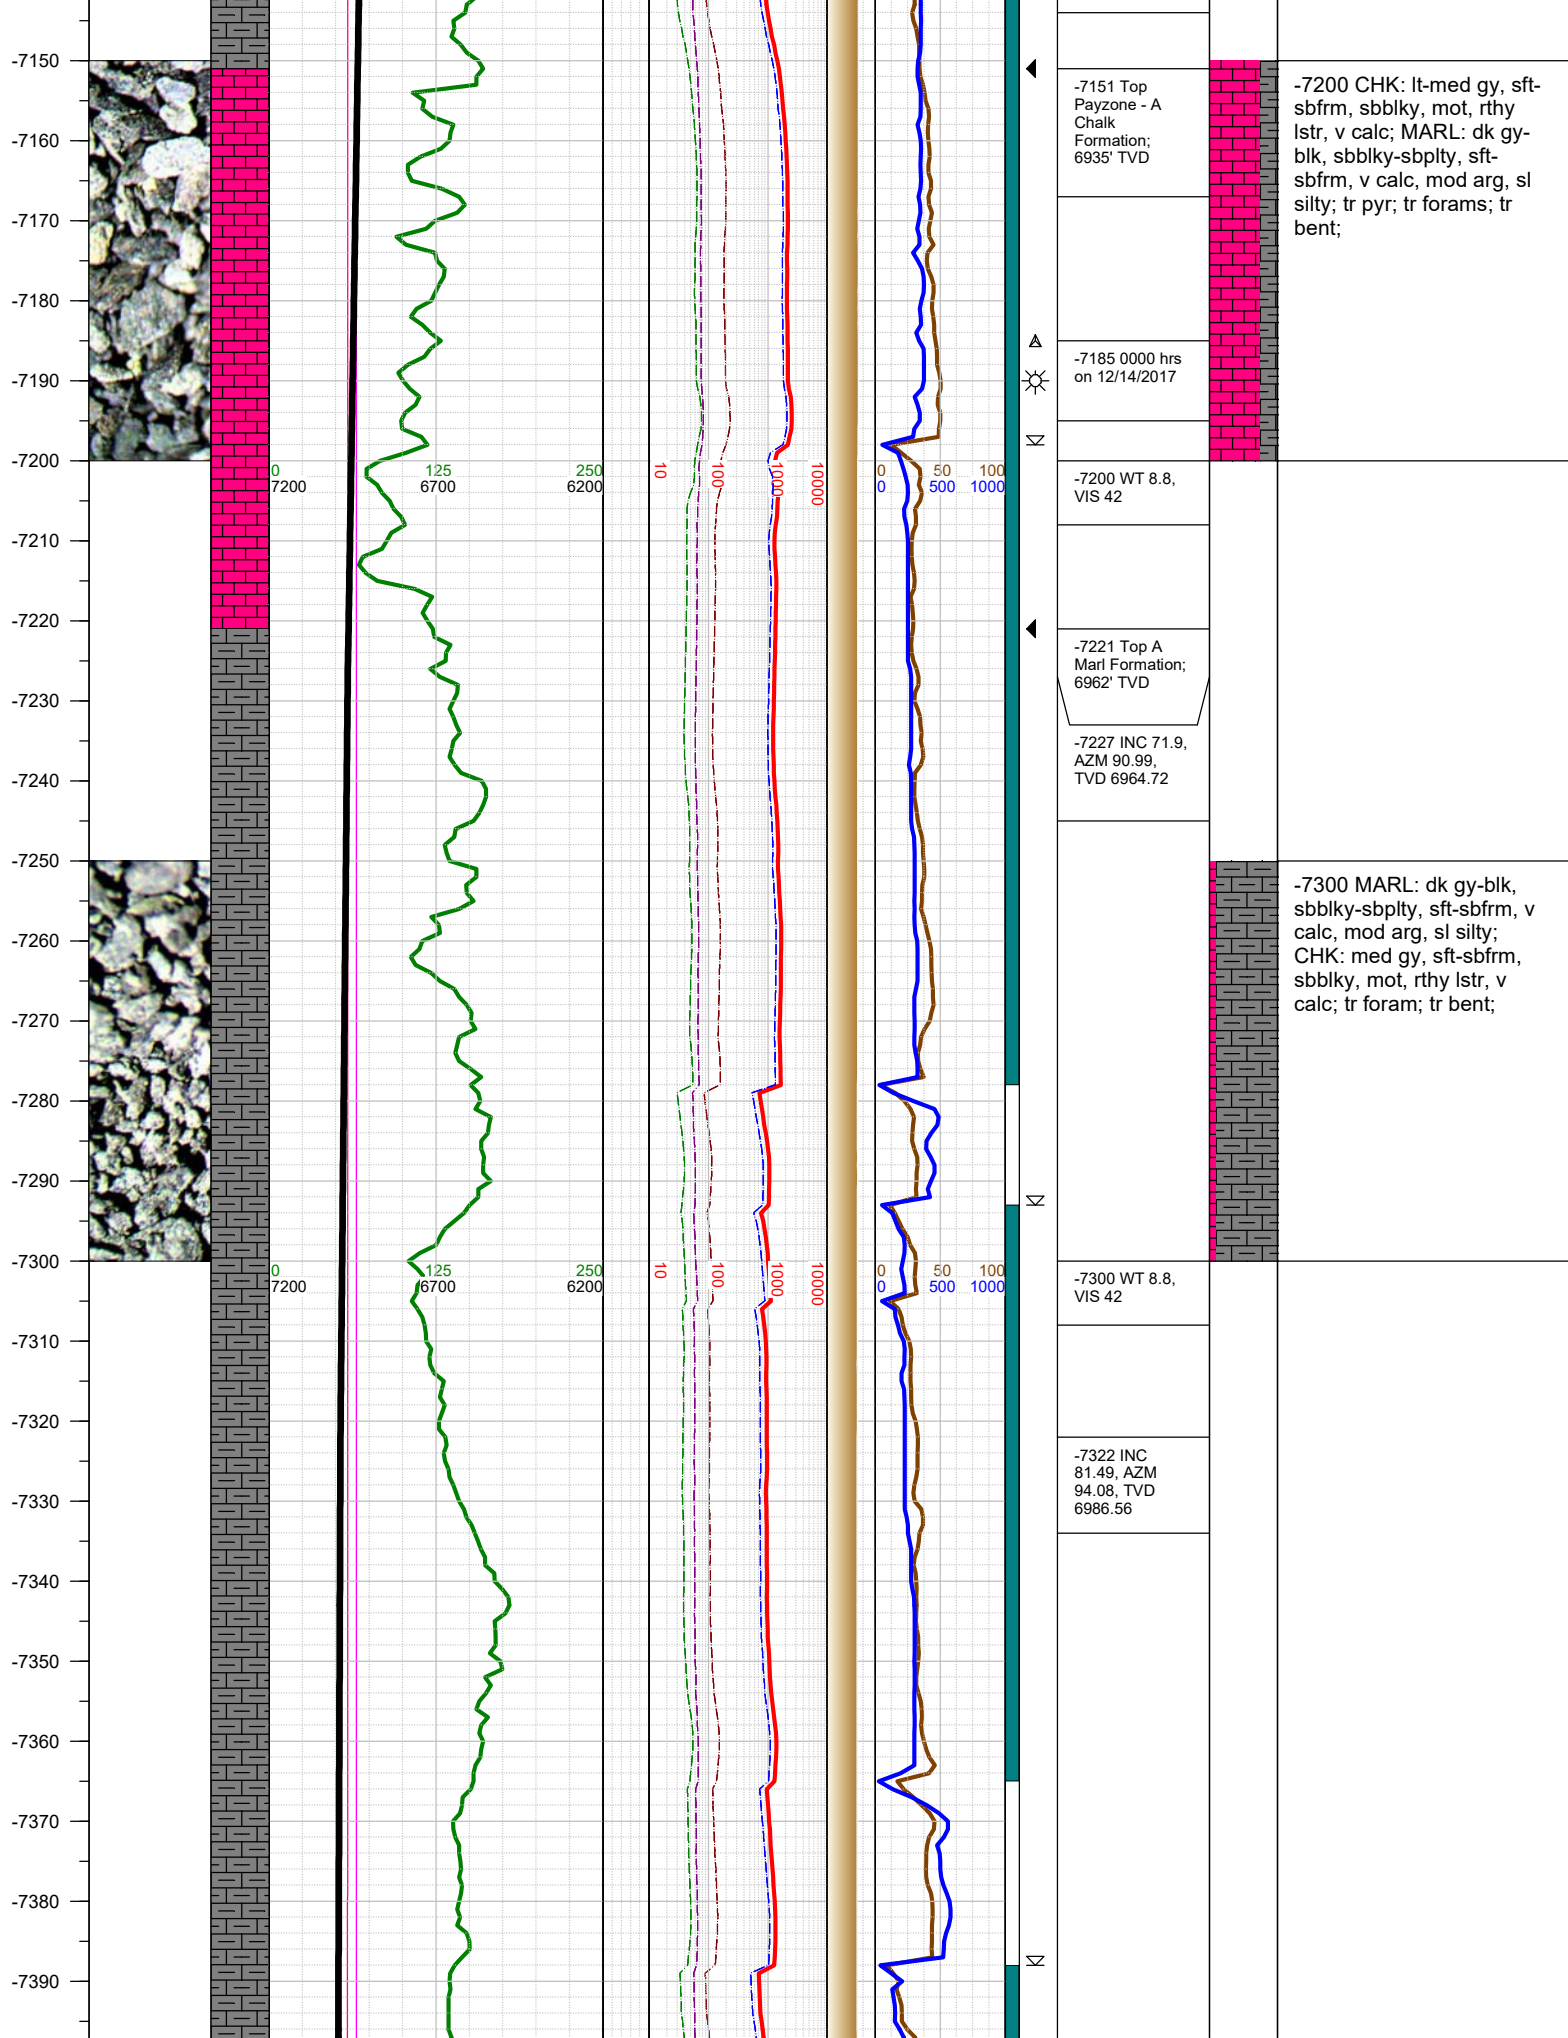 -7150
-7160
-7170
-7180
-7190
-7200
-7210
-7220
-7230
-7240
-7250
-7260
-7270
-7280
-7290
-7300
-7310
-7320
-7330
-7340
-7350
-7360
-7370
-7380
-7390
0 125 250
7200 6700 6200
10 100 1000 10000
0 50 100
0 500 1000
0 125 250
7200 6700 6200
10 100 1000 10000
0 50 100
0 500 1000
-7151 Top
Payzone - A
Chalk
Formation;
6935' TVD
-7185 0000 hrs
on 12/14/2017
-7200 WT 8.8,
VIS 42
-7221 Top A
Marl Formation;
6962' TVD
-7227 INC 71.9,
AZM 90.99,
TVD 6964.72
-7300 WT 8.8,
VIS 42
-7322 INC
81.49, AZM
94.08, TVD
6986.56
-7200 CHK: lt-med gy, sft-
sbfrm, sbblky, mot, rthy
lstr, v calc; MARL: dk gy-
blk, sbblky-sbplty, sft-
sbfrm, v calc, mod arg, sl
silty; tr pyr; tr forams; tr
bent;
-7300 MARL: dk gy-blk,
sbblky-sbplty, sft-sbfrm, v
calc, mod arg, sl silty;
CHK: med gy, sft-sbfrm,
sbblky, mot, rthy lstr, v
calc; tr foram; tr bent;